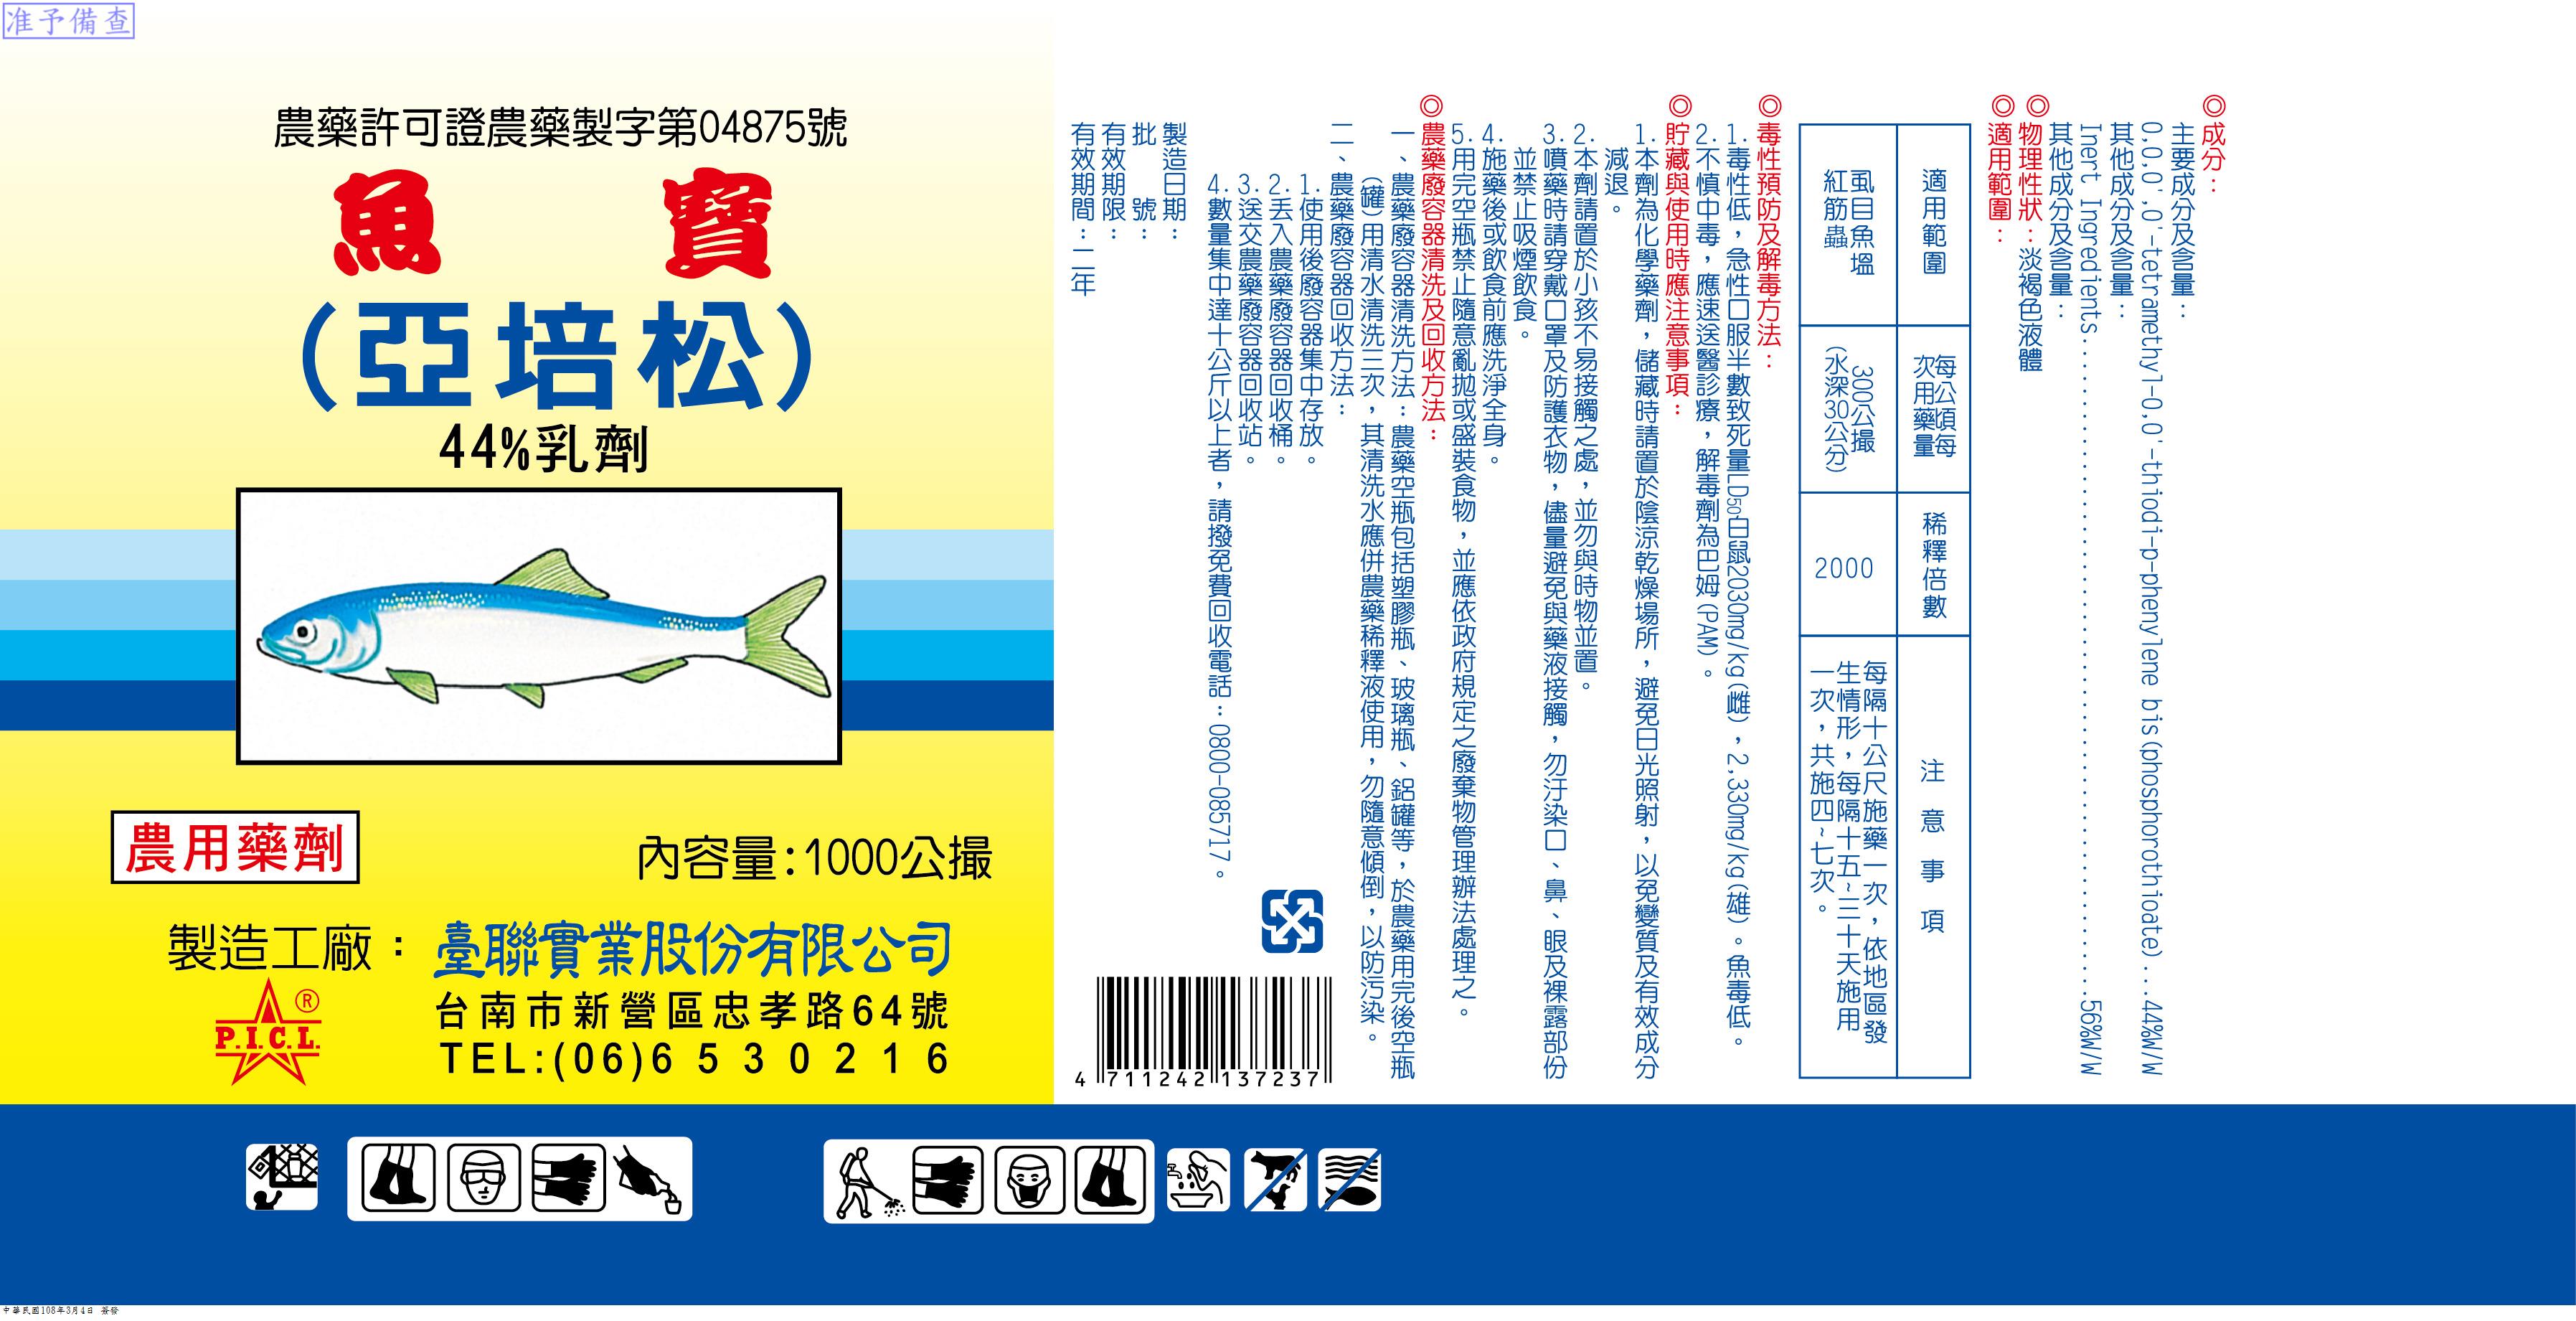 准予備查
農藥許可證農藥製字第04875號
魚寶
(亞培松)
44%乳劑
農用藥劑
內容量:1000公撮
製造工廠：臺聯實業股份有限公司
P.I.C.L. ®
台南市新營區忠孝路64號
TEL:(06)6530216
◎成分：
主要成分及含量：
O,O,O',O'-tetramethyl-O,O'-thiodi-p-phenylene bis(phosphorothioate)...44%W/W
其他成分及含量：
Inert Ingredients......56%W/W
其他成分及含量：
◎物理性狀：淡褐色液體
◎適用範圍：
適用範圍
每公頃每
次用藥量
稀釋倍數
注意事項
虱目魚塭
紅筋蟲
300公撮
(水深30公分)
2000
每隔十公尺施藥一次，依地區發
生情形，每隔十五~三十天施用
一次，共施四~七次。
◎毒性預防及解毒方法：
1.毒性低，急性口服半數致死量LD50白鼠2030mg/kg(雌)，2,330mg/kg(雄)。魚毒低。
2.不慎中毒，應速送醫診療，解毒劑為巴姆(PAM)。
◎貯藏與使用時應注意事項：
1.本劑為化學藥劑，儲藏時請置於陰涼乾燥場所，避免日光照射，以免變質及有效成分
減退。
2.本劑請置於小孩不易接觸之處，並勿與時物並置。
3.噴藥時請穿戴口罩及防護衣物，儘量避免與藥液接觸，勿汙染口、鼻、眼及裸露部份
並禁止吸煙飲食。
4.施藥後或飲食前應洗淨全身。
5.用完空瓶禁止隨意亂拋或盛裝食物，並應依政府規定之廢棄物管理辦法處理之。
◎農藥廢容器清洗及回收方法：
一、農藥廢容器清洗方法：農藥空瓶包括塑膠瓶、玻璃瓶、鋁罐等，於農藥用完後空瓶
(罐)用清水清洗三次，其清洗水應併農藥稀釋液使用，勿隨意傾倒，以防污染。
二、農藥廢容器回收方法：
1.使用後廢容器集中存放。
2.丟入農藥廢容器回收桶。
3.送交農藥廢容器回收站。
4.數量集中達十公斤以上者，請撥免費回收電話：0800-085717。
製造日期：
批號：
有效期限：
有效期間：二年
4 711242 137237
中華民國108年3月4日 簽發